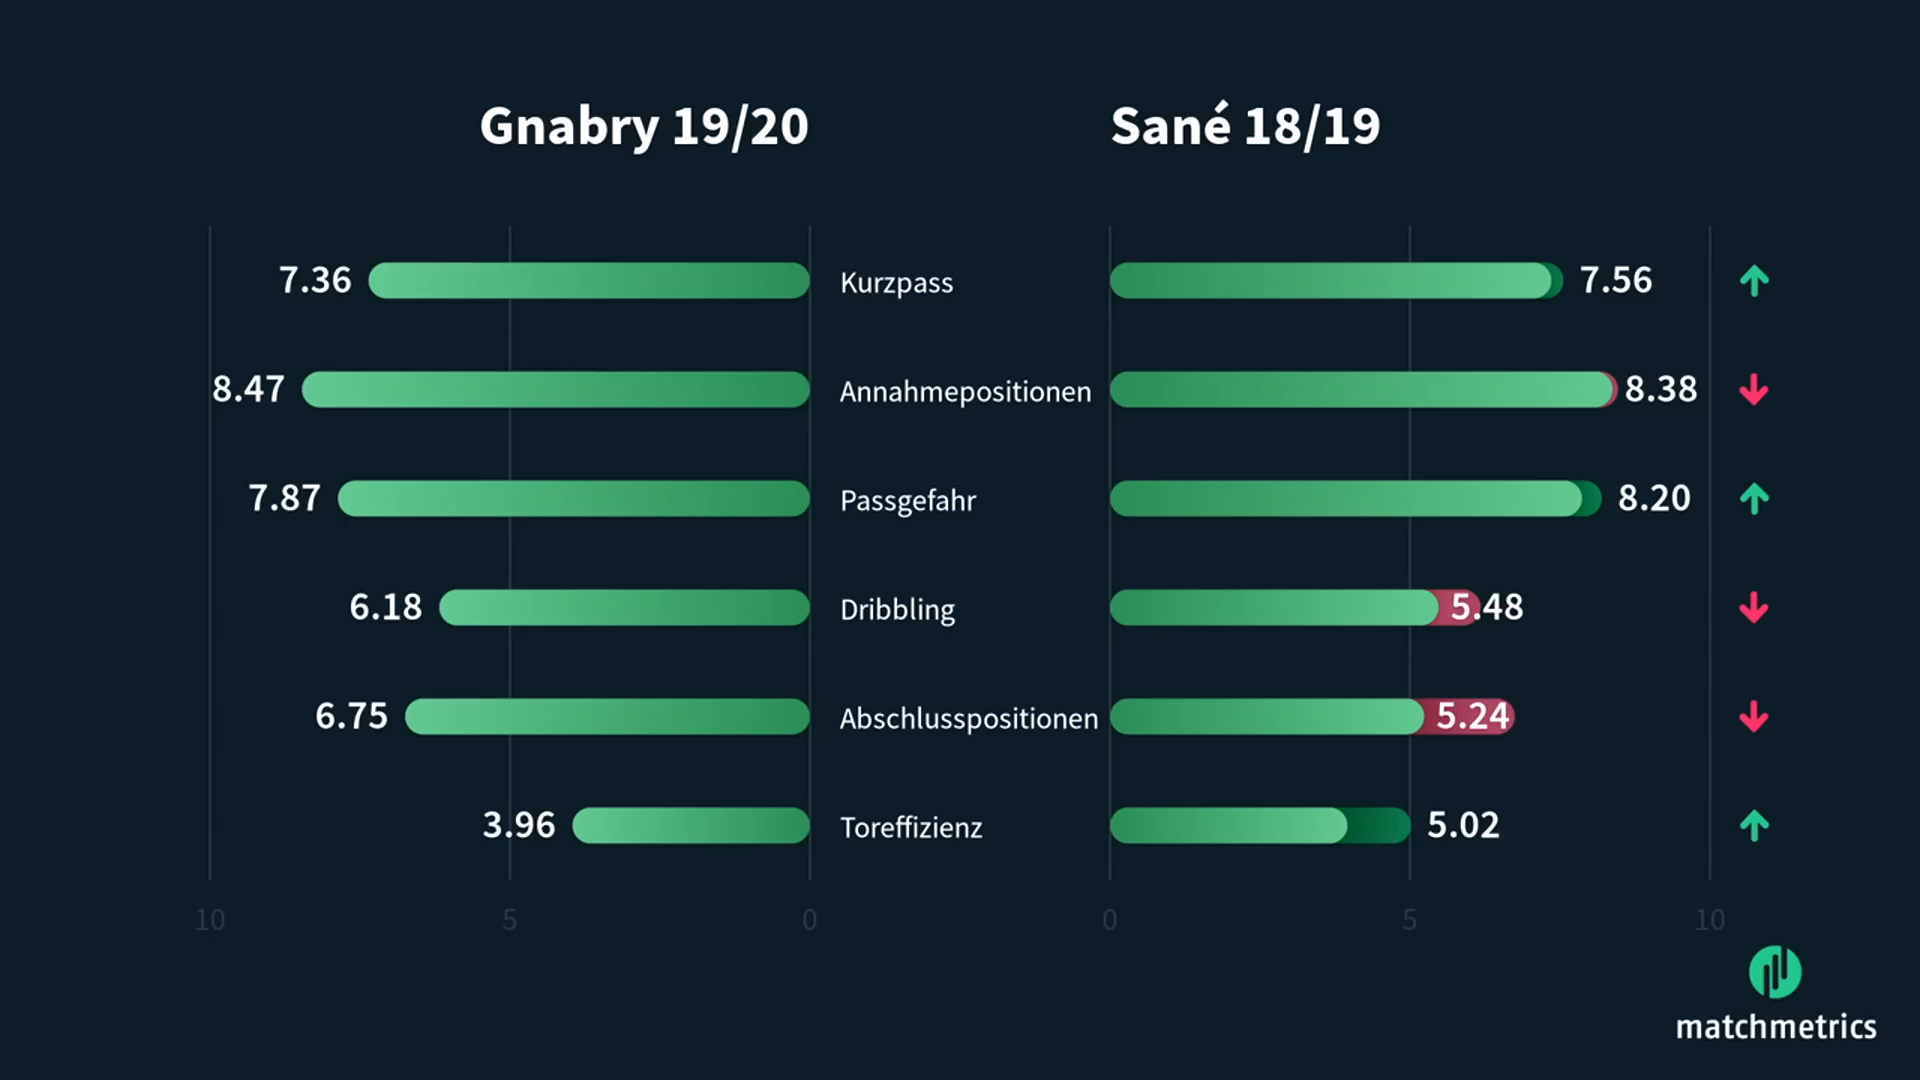 Gnabry 19/20 Sané 18/19
7.36 Kurzpass 7.56
8.47 Annahmepositionen 8.38
7.87 Passgefahr 8.20
6.18 Dribbling 5.48
6.75 Abschlusspositionen 5.24
3.96 Toreffizienz 5.02
10 5 0 0 5 10
matchmetrics